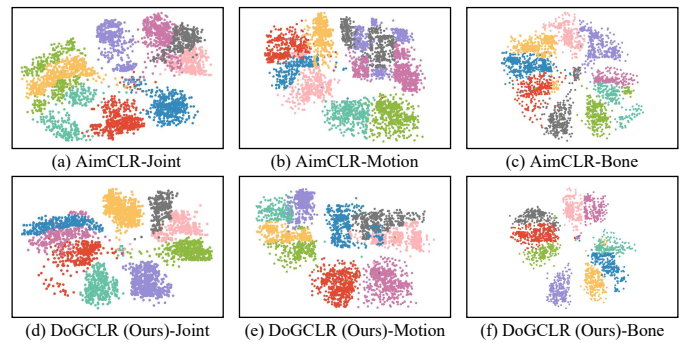 (a) AimCLR-Joint
(b) AimCLR-Motion
(c) AimCLR-Bone
(d) DoGCLR (Ours)-Joint
(e) DoGCLR (Ours)-Motion
(f) DoGCLR (Ours)-Bone